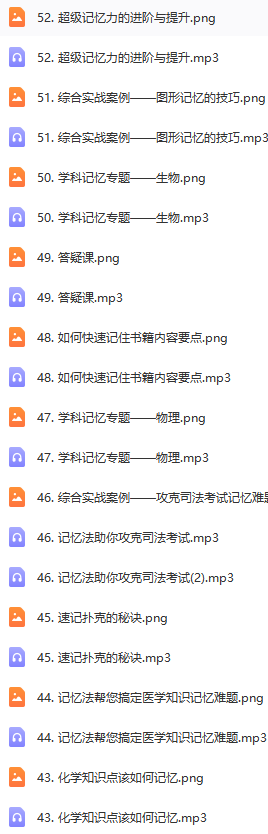 52. 超级记忆力的进阶与提升.png
52. 超级记忆力的进阶与提升.mp3
51. 综合实战案例——图形记忆的技巧.png
51. 综合实战案例——图形记忆的技巧.mp3
50. 学科记忆专题——生物.png
50. 学科记忆专题——生物.mp3
49. 答疑课.png
49. 答疑课.mp3
48. 如何快速记住书籍内容要点.png
48. 如何快速记住书籍内容要点.mp3
47. 学科记忆专题——物理.png
47. 学科记忆专题——物理.mp3
46. 综合实战案例——攻克司法考试记忆难
46. 记忆法助你攻克司法考试.mp3
46. 记忆法助你攻克司法考试(2).mp3
45. 速记扑克的秘诀.png
45. 速记扑克的秘诀.mp3
44. 记忆法帮您搞定医学知识记忆难题.png
44. 记忆法帮您搞定医学知识记忆难题.mp3
43. 化学知识点该如何记忆.png
43. 化学知识点该如何记忆.mp3